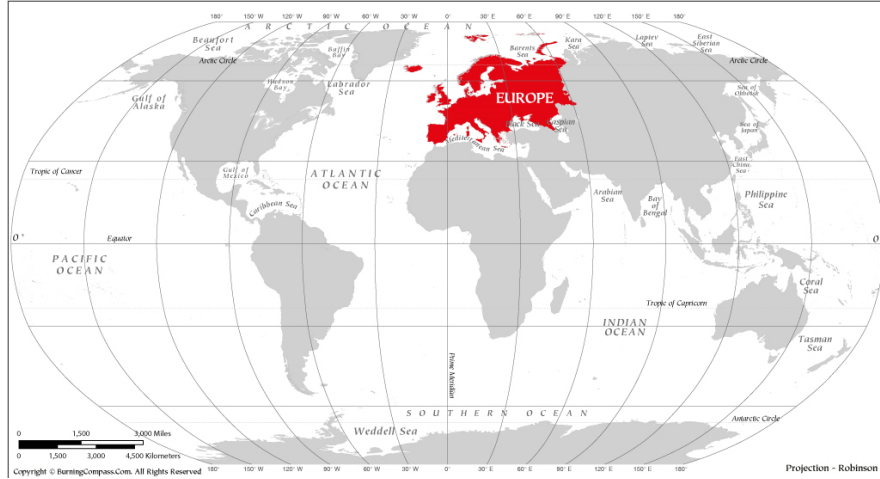 180° 150° W 120° W 90° W 60° W 30° W 0° 30° E 60° E 90° E 120° E 150° E 180°
A R C T I C O C E A N
Beaufort
Sea
Baffin
Bay
Barents
Sea
Kara
Sea
Laptev
Sea
East
Siberian
Sea
Arctic Circle
Arctic Circle
Hudson
Bay
Labrador
Sea
Gulf of
Alaska
EUROPE
Sea of
Okhotsk
Black Sea
Caspian
Sea
Sea of
Japan
Mediterranean Sea
East
China
Sea
Tropic of Cancer
Gulf of
Mexico
ATLANTIC
OCEAN
Arabian
Sea
Bay
of
Bengal
Philippine
Sea
Caribbean Sea
0°
Equator
0°
PACIFIC
OCEAN
Coral
Sea
Tropic of Capricorn
INDIAN
OCEAN
Tasman
Sea
Prime Meridian
SOUTHERN OCEAN
Antarctic Circle
Weddell Sea
0 1,500 3,000 Miles
0 1,500 3,000 4,500 Kilometers
Copyright © BurningCompass.Com. All Rights Reserved
180° 150° W 120° W 90° W 60° W 30° W 0° 30° E 60° E 90° E 120° E 150° E 180°
Projection - Robinson